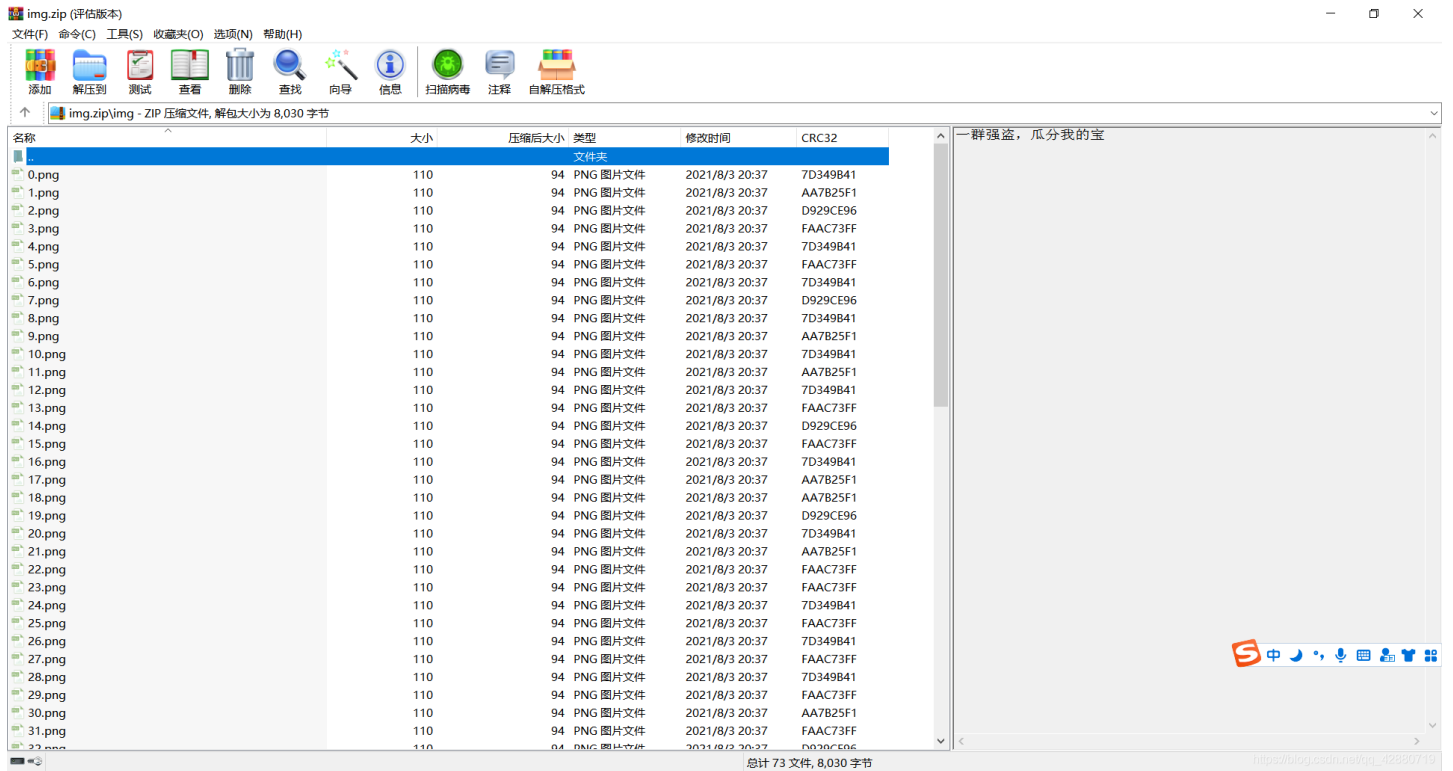 img.zip (评估版本)
文件(F) 命令(C) 工具(S) 收藏夹(O) 选项(N) 帮助(H)
添加 解压到 测试 查看 删除 查找 向导 信息 扫描病毒 注释 自解压格式
img.zip\img - ZIP 压缩文件, 解包大小为 8,030 字节
名称 大小 压缩后大小 类型 修改时间 CRC32
一群强盗，瓜分我的宝
.. 文件夹
0.png 110 94 PNG 图片文件 2021/8/3 20:37 7D349B41
1.png 110 94 PNG 图片文件 2021/8/3 20:37 AA7B25F1
2.png 110 94 PNG 图片文件 2021/8/3 20:37 D929CE96
3.png 110 94 PNG 图片文件 2021/8/3 20:37 FAAC73FF
4.png 110 94 PNG 图片文件 2021/8/3 20:37 7D349B41
5.png 110 94 PNG 图片文件 2021/8/3 20:37 FAAC73FF
6.png 110 94 PNG 图片文件 2021/8/3 20:37 7D349B41
7.png 110 94 PNG 图片文件 2021/8/3 20:37 D929CE96
8.png 110 94 PNG 图片文件 2021/8/3 20:37 7D349B41
9.png 110 94 PNG 图片文件 2021/8/3 20:37 AA7B25F1
10.png 110 94 PNG 图片文件 2021/8/3 20:37 7D349B41
11.png 110 94 PNG 图片文件 2021/8/3 20:37 AA7B25F1
12.png 110 94 PNG 图片文件 2021/8/3 20:37 7D349B41
13.png 110 94 PNG 图片文件 2021/8/3 20:37 FAAC73FF
14.png 110 94 PNG 图片文件 2021/8/3 20:37 D929CE96
15.png 110 94 PNG 图片文件 2021/8/3 20:37 FAAC73FF
16.png 110 94 PNG 图片文件 2021/8/3 20:37 7D349B41
17.png 110 94 PNG 图片文件 2021/8/3 20:37 AA7B25F1
18.png 110 94 PNG 图片文件 2021/8/3 20:37 AA7B25F1
19.png 110 94 PNG 图片文件 2021/8/3 20:37 D929CE96
20.png 110 94 PNG 图片文件 2021/8/3 20:37 7D349B41
21.png 110 94 PNG 图片文件 2021/8/3 20:37 AA7B25F1
22.png 110 94 PNG 图片文件 2021/8/3 20:37 FAAC73FF
23.png 110 94 PNG 图片文件 2021/8/3 20:37 FAAC73FF
24.png 110 94 PNG 图片文件 2021/8/3 20:37 7D349B41
25.png 110 94 PNG 图片文件 2021/8/3 20:37 FAAC73FF
26.png 110 94 PNG 图片文件 2021/8/3 20:37 7D349B41
27.png 110 94 PNG 图片文件 2021/8/3 20:37 FAAC73FF
28.png 110 94 PNG 图片文件 2021/8/3 20:37 7D349B41
29.png 110 94 PNG 图片文件 2021/8/3 20:37 FAAC73FF
30.png 110 94 PNG 图片文件 2021/8/3 20:37 AA7B25F1
31.png 110 94 PNG 图片文件 2021/8/3 20:37 FAAC73FF
32.png 110 94 PNG 图片文件 2021/8/3 20:37 D929CE96
中
总计 73 文件, 8,030 字节
https://blog.csdn.net/qq_42880719